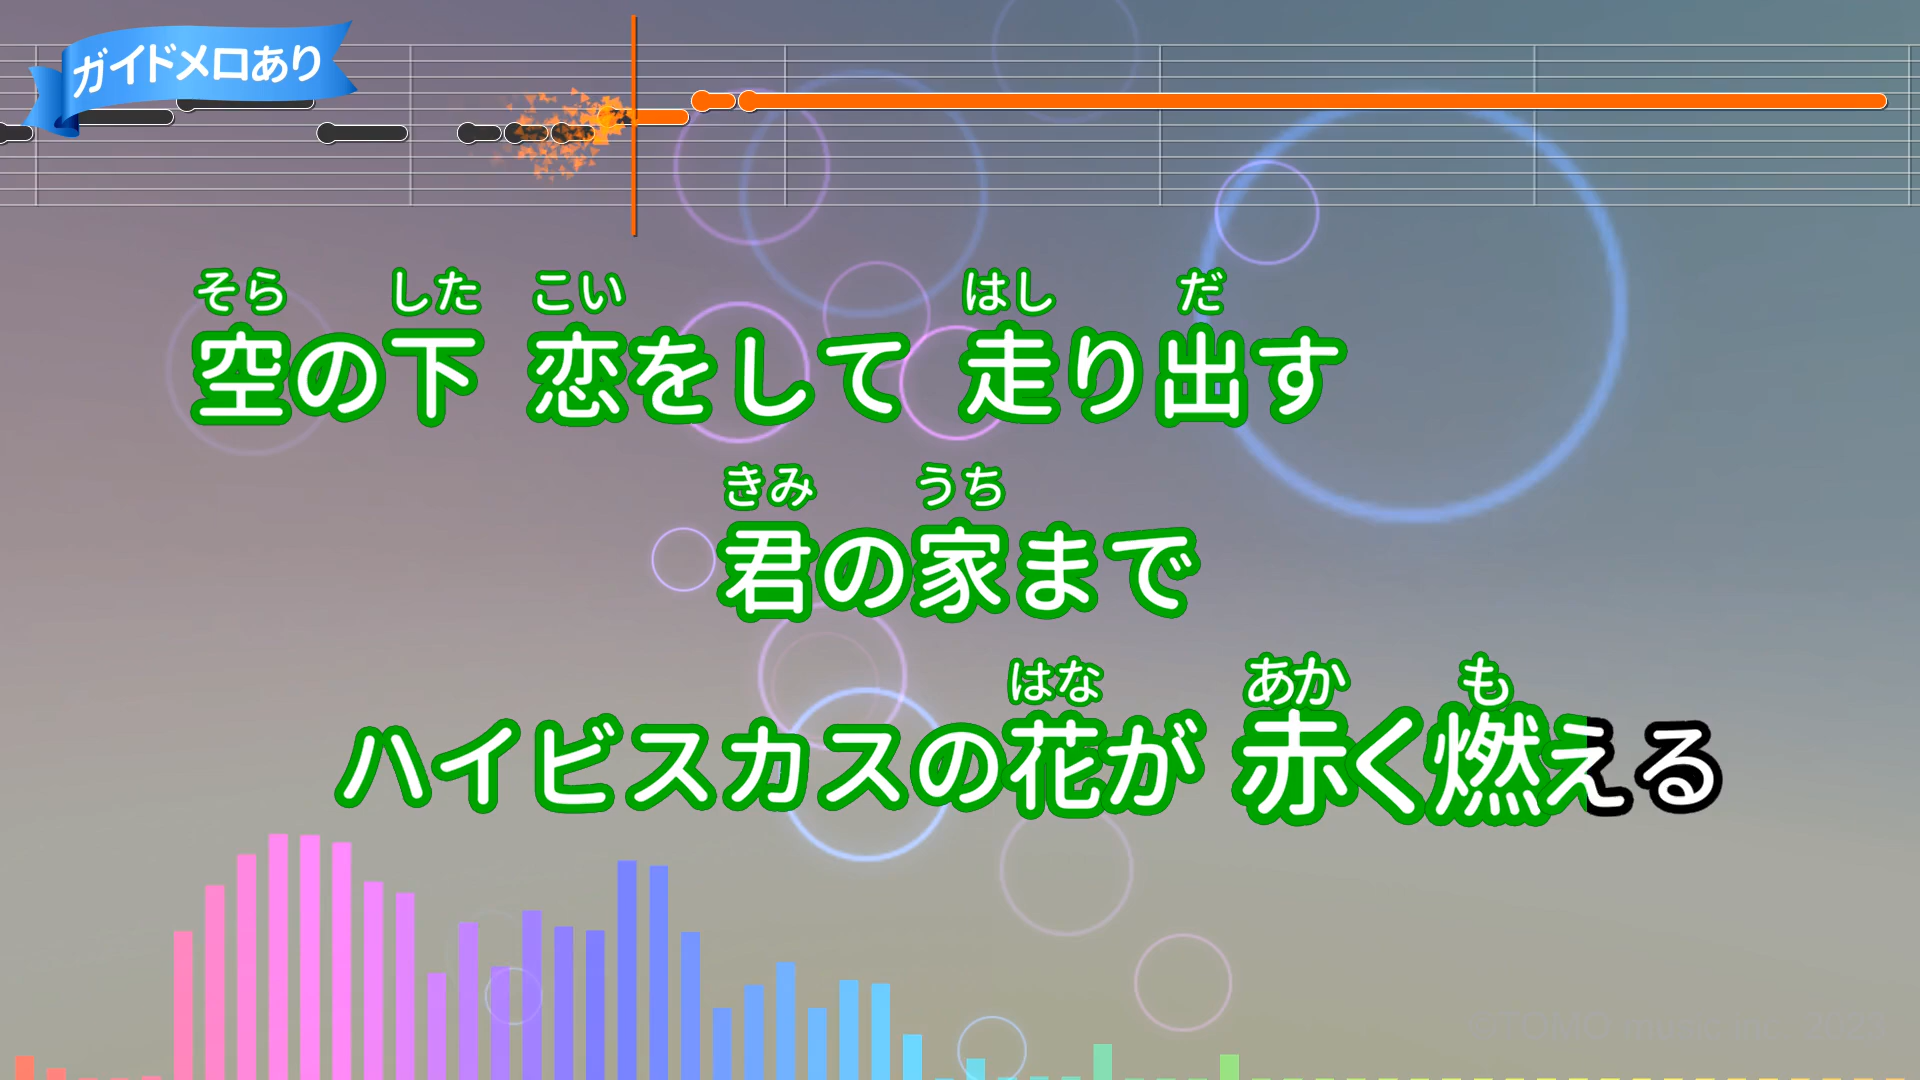 ガイドメロあり
そら した こい はし だ
空の下 恋をして 走り出す
きみ うち
君の家まで
はな あか も
ハイビスカスの花が 赤く燃える